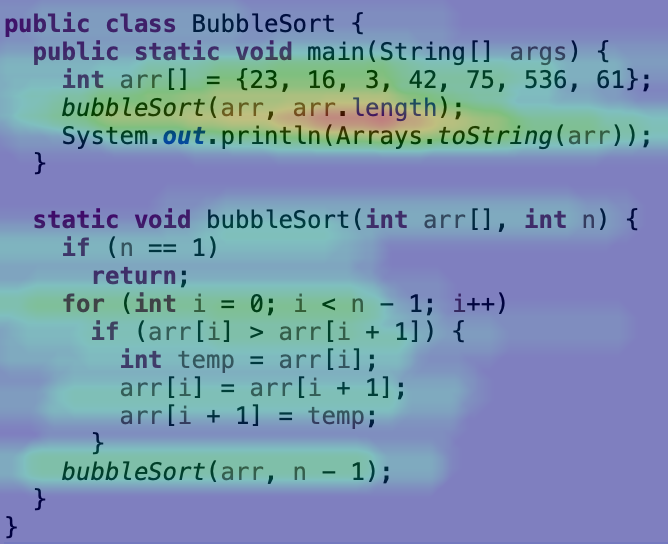 public class BubbleSort {
  public static void main(String[] args) {
    int arr[] = {23, 16, 3, 42, 75, 536, 61};
    bubbleSort(arr, arr.length);
    System.out.println(Arrays.toString(arr));
  }

  static void bubbleSort(int arr[], int n) {
    if (n == 1)
      return;
    for (int i = 0; i < n - 1; i++)
      if (arr[i] > arr[i + 1]) {
        int temp = arr[i];
        arr[i] = arr[i + 1];
        arr[i + 1] = temp;
      }
    bubbleSort(arr, n - 1);
  }
}